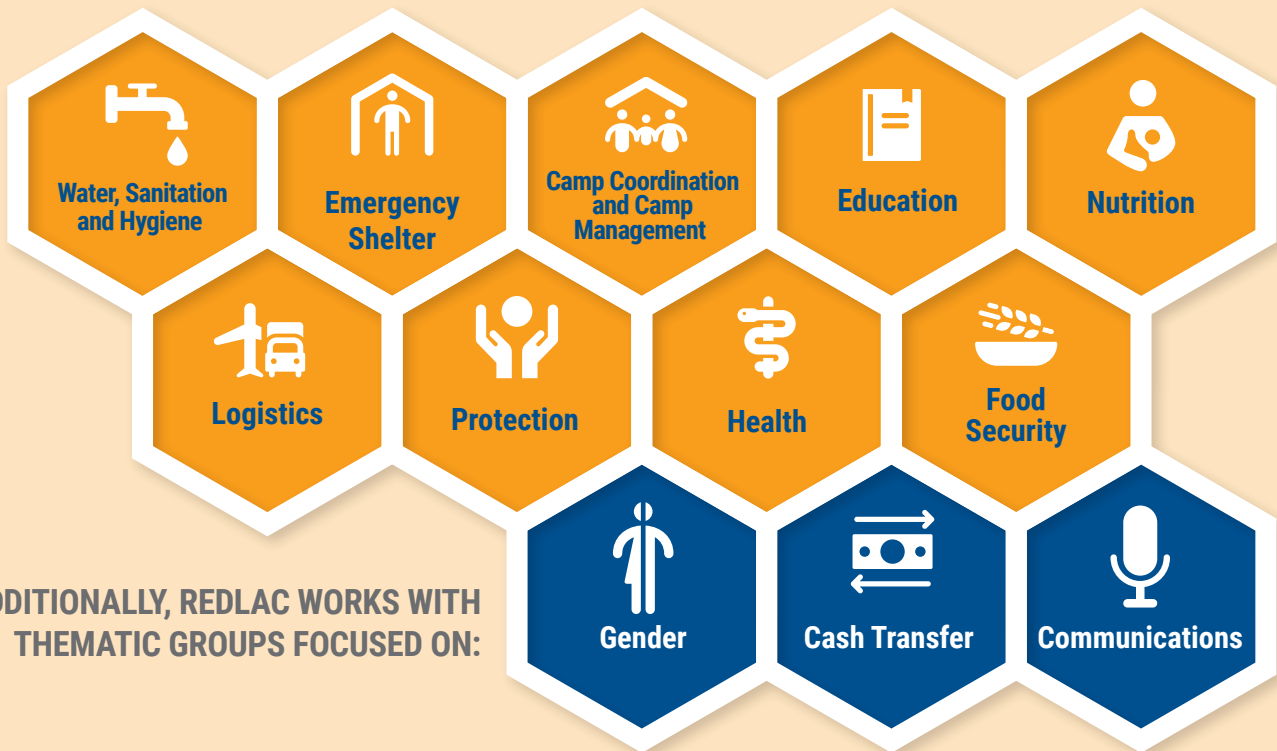 Water, Sanitation
and Hygiene
Emergency
Shelter
Camp Coordination
and Camp
Management
Education
Nutrition
Logistics
Protection
Health
Food
Security
DDITIONALLY, REDLAC WORKS WITH
THEMATIC GROUPS FOCUSED ON:
Gender
Cash Transfer
Communications